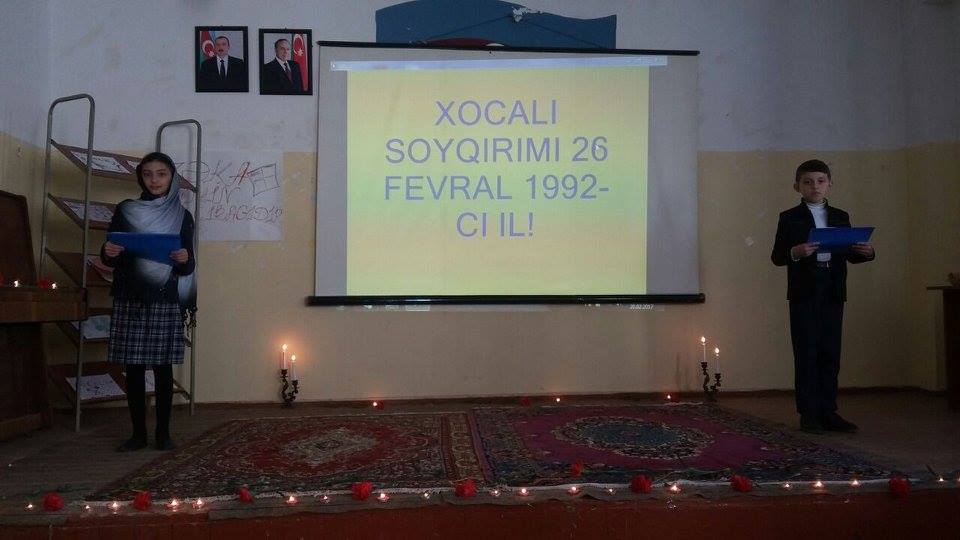 XOCALI
SOYQIRIMI 26
FEVRAL 1992-
CI IL!